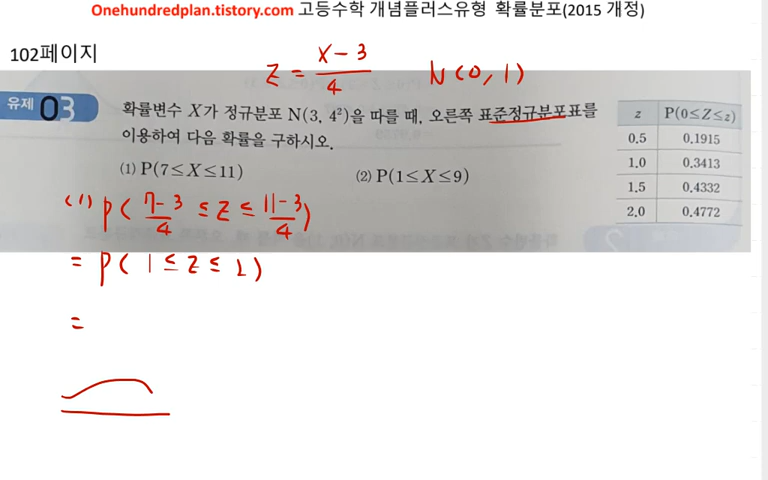 Onehundredplan.tistory.com 고등수학 개념플러스유형 확률분포(2015 개정)
102페이지
Z = X-3/4 N(0, 1)
유제 03 확률변수 X가 정규분포 N(3, 4²)을 따를 때, 오른쪽 표준정규분포표를
이용하여 다음 확률을 구하시오.
(1) P(7≤X≤11) (2) P(1≤X≤9)
z P(0≤Z≤z)
0.5 0.1915
1.0 0.3413
1.5 0.4332
2.0 0.4772
(1) P( 7-3/4 ≤ Z ≤ 11-3/4 )
= P( 1 ≤ Z ≤ 2 )
=